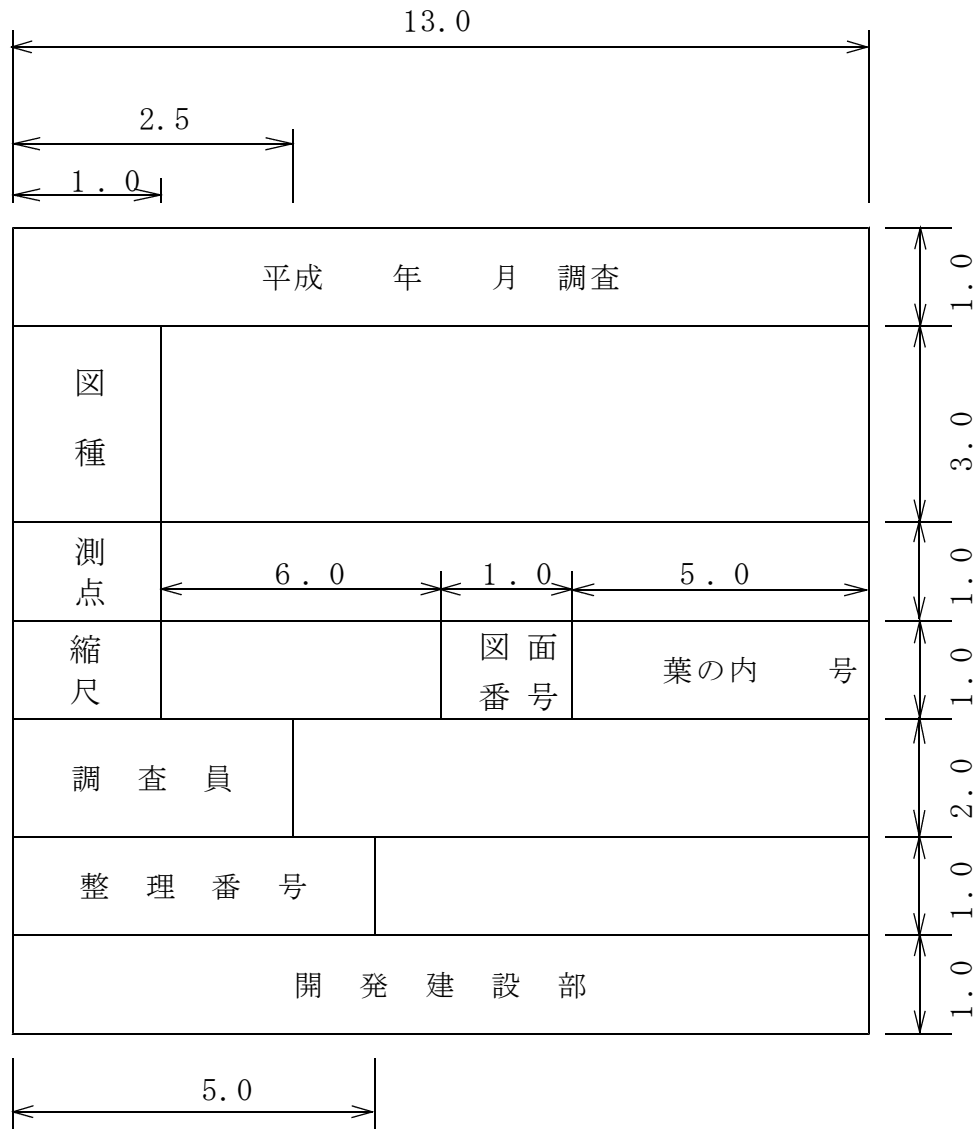 13.0
2.5
1.0
平成　　年　　月　調査
1.0
図種
3.0
測点
6.0
1.0
5.0
1.0
縮尺
図面
番号
葉の内　　号
1.0
調　査　員
2.0
整　理　番　号
1.0
開　発　建　設　部
1.0
5.0